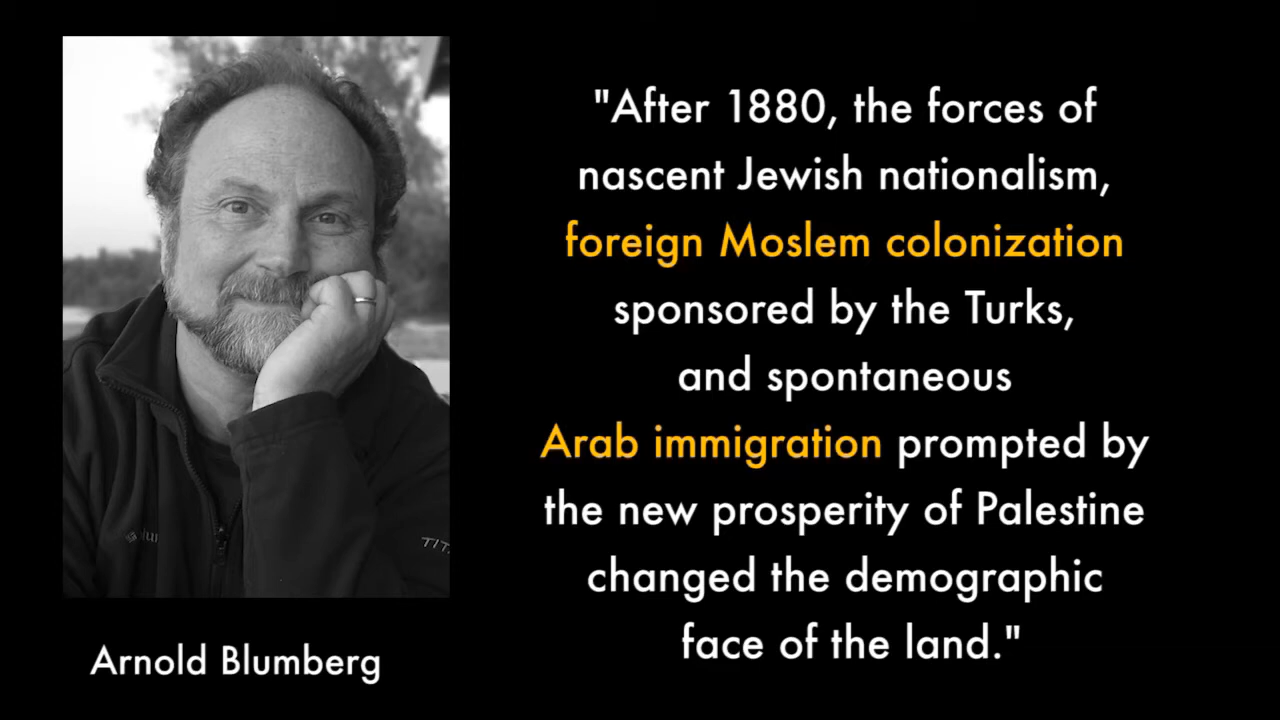 "After 1880, the forces of
nascent Jewish nationalism,
foreign Moslem colonization
sponsored by the Turks,
and spontaneous
Arab immigration prompted by
the new prosperity of Palestine
changed the demographic
face of the land."
Arnold Blumberg